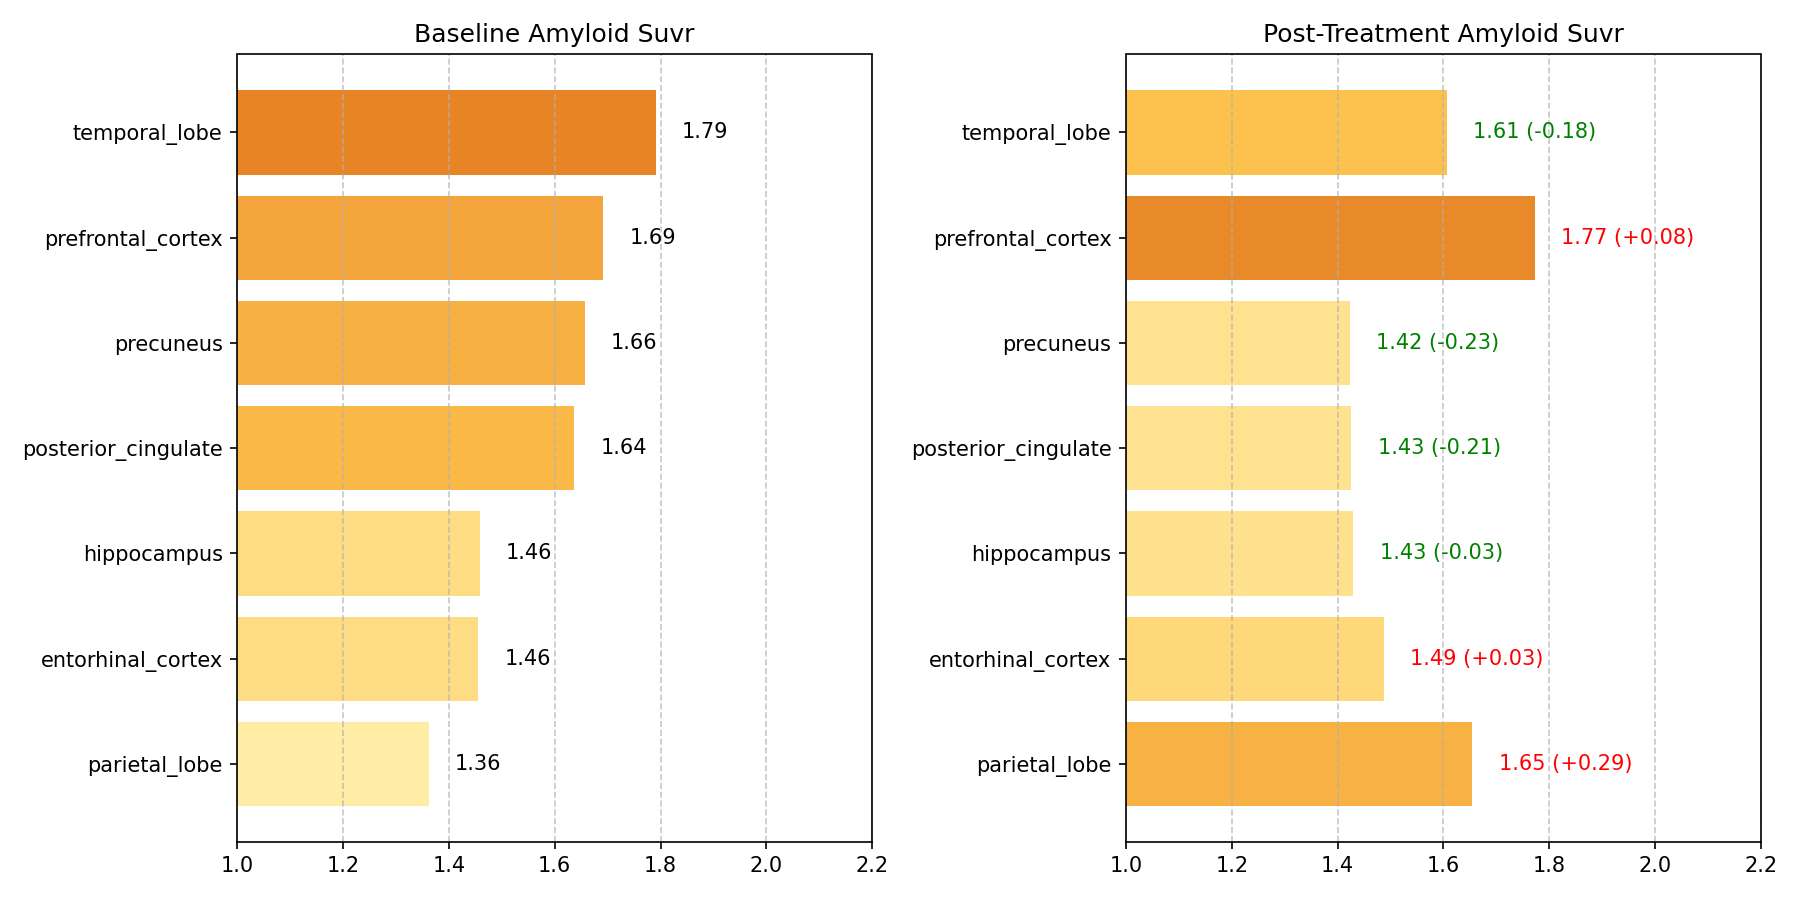 Baseline Amyloid Suvr
temporal_lobe 1.79
prefrontal_cortex 1.69
precuneus 1.66
posterior_cingulate 1.64
hippocampus 1.46
entorhinal_cortex 1.46
parietal_lobe 1.36
1.0 1.2 1.4 1.6 1.8 2.0 2.2
Post-Treatment Amyloid Suvr
temporal_lobe 1.61 (-0.18)
prefrontal_cortex 1.77 (+0.08)
precuneus 1.42 (-0.23)
posterior_cingulate 1.43 (-0.21)
hippocampus 1.43 (-0.03)
entorhinal_cortex 1.49 (+0.03)
parietal_lobe 1.65 (+0.29)
1.0 1.2 1.4 1.6 1.8 2.0 2.2